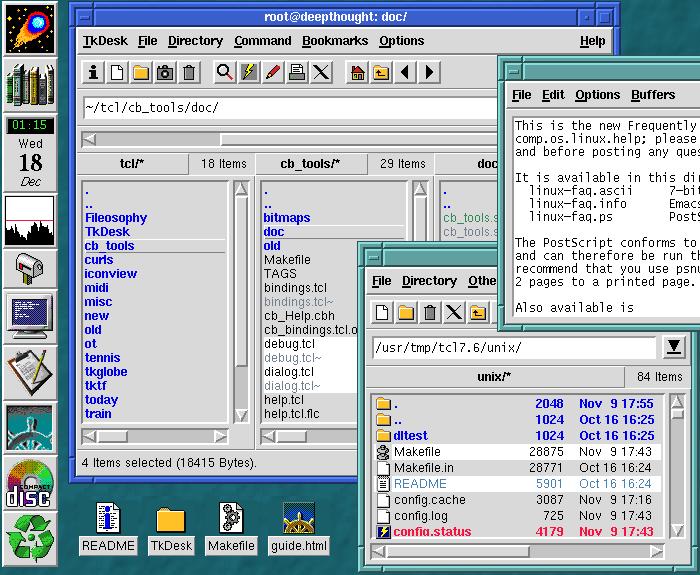 root@deepthought: doc/
TkDesk File Directory Command Bookmarks Options Help
~/tcl/cb_tools/doc/
tcl/* 18 Items cb_tools/* 29 Items doc
.
..
Fileosophy
TkDesk
cb_tools
curls
iconview
midi
misc
new
old
ot
tennis
tkglobe
tktf
today
train
.
..
bitmaps
doc
old
Makefile
TAGS
bindings.tcl
bindings.tcl~
cb_Help.cbh
cb_bindings.tcl.o
debug.tcl
debug.tcl~
dialog.tcl
dialog.tcl~
help.tcl
help.tcl.flc
.
..
cb_tools.s
cb_tools.
4 Items selected (18415 Bytes).
01:15
Wed
18
Dec
COMPACT
disc
README TkDesk Makefile guide.html
File Edit Options Buffers
This is the new Frequently
comp.os.linux.help; please
and before posting any ques
It is available in this dir
linux-faq.ascii 7-bit
linux-faq.info Emacs
linux-faq.ps PostS
The PostScript conforms to
and can therefore be run th
recommend that you use psnu
2 pages to a printed page.
Also available is
File Directory Othe
/usr/tmp/tcl7.6/unix/
unix/* 84 Items
. 2048 Nov 9 17:55
.. 1024 Oct 16 16:25
dltest 1024 Oct 16 16:25
Makefile 28875 Nov 9 17:43
Makefile.in 28771 Oct 16 16:24
README 5901 Oct 16 16:24
config.cache 3087 Nov 9 17:16
config.log 725 Nov 9 17:43
config.status 4179 Nov 9 17:43